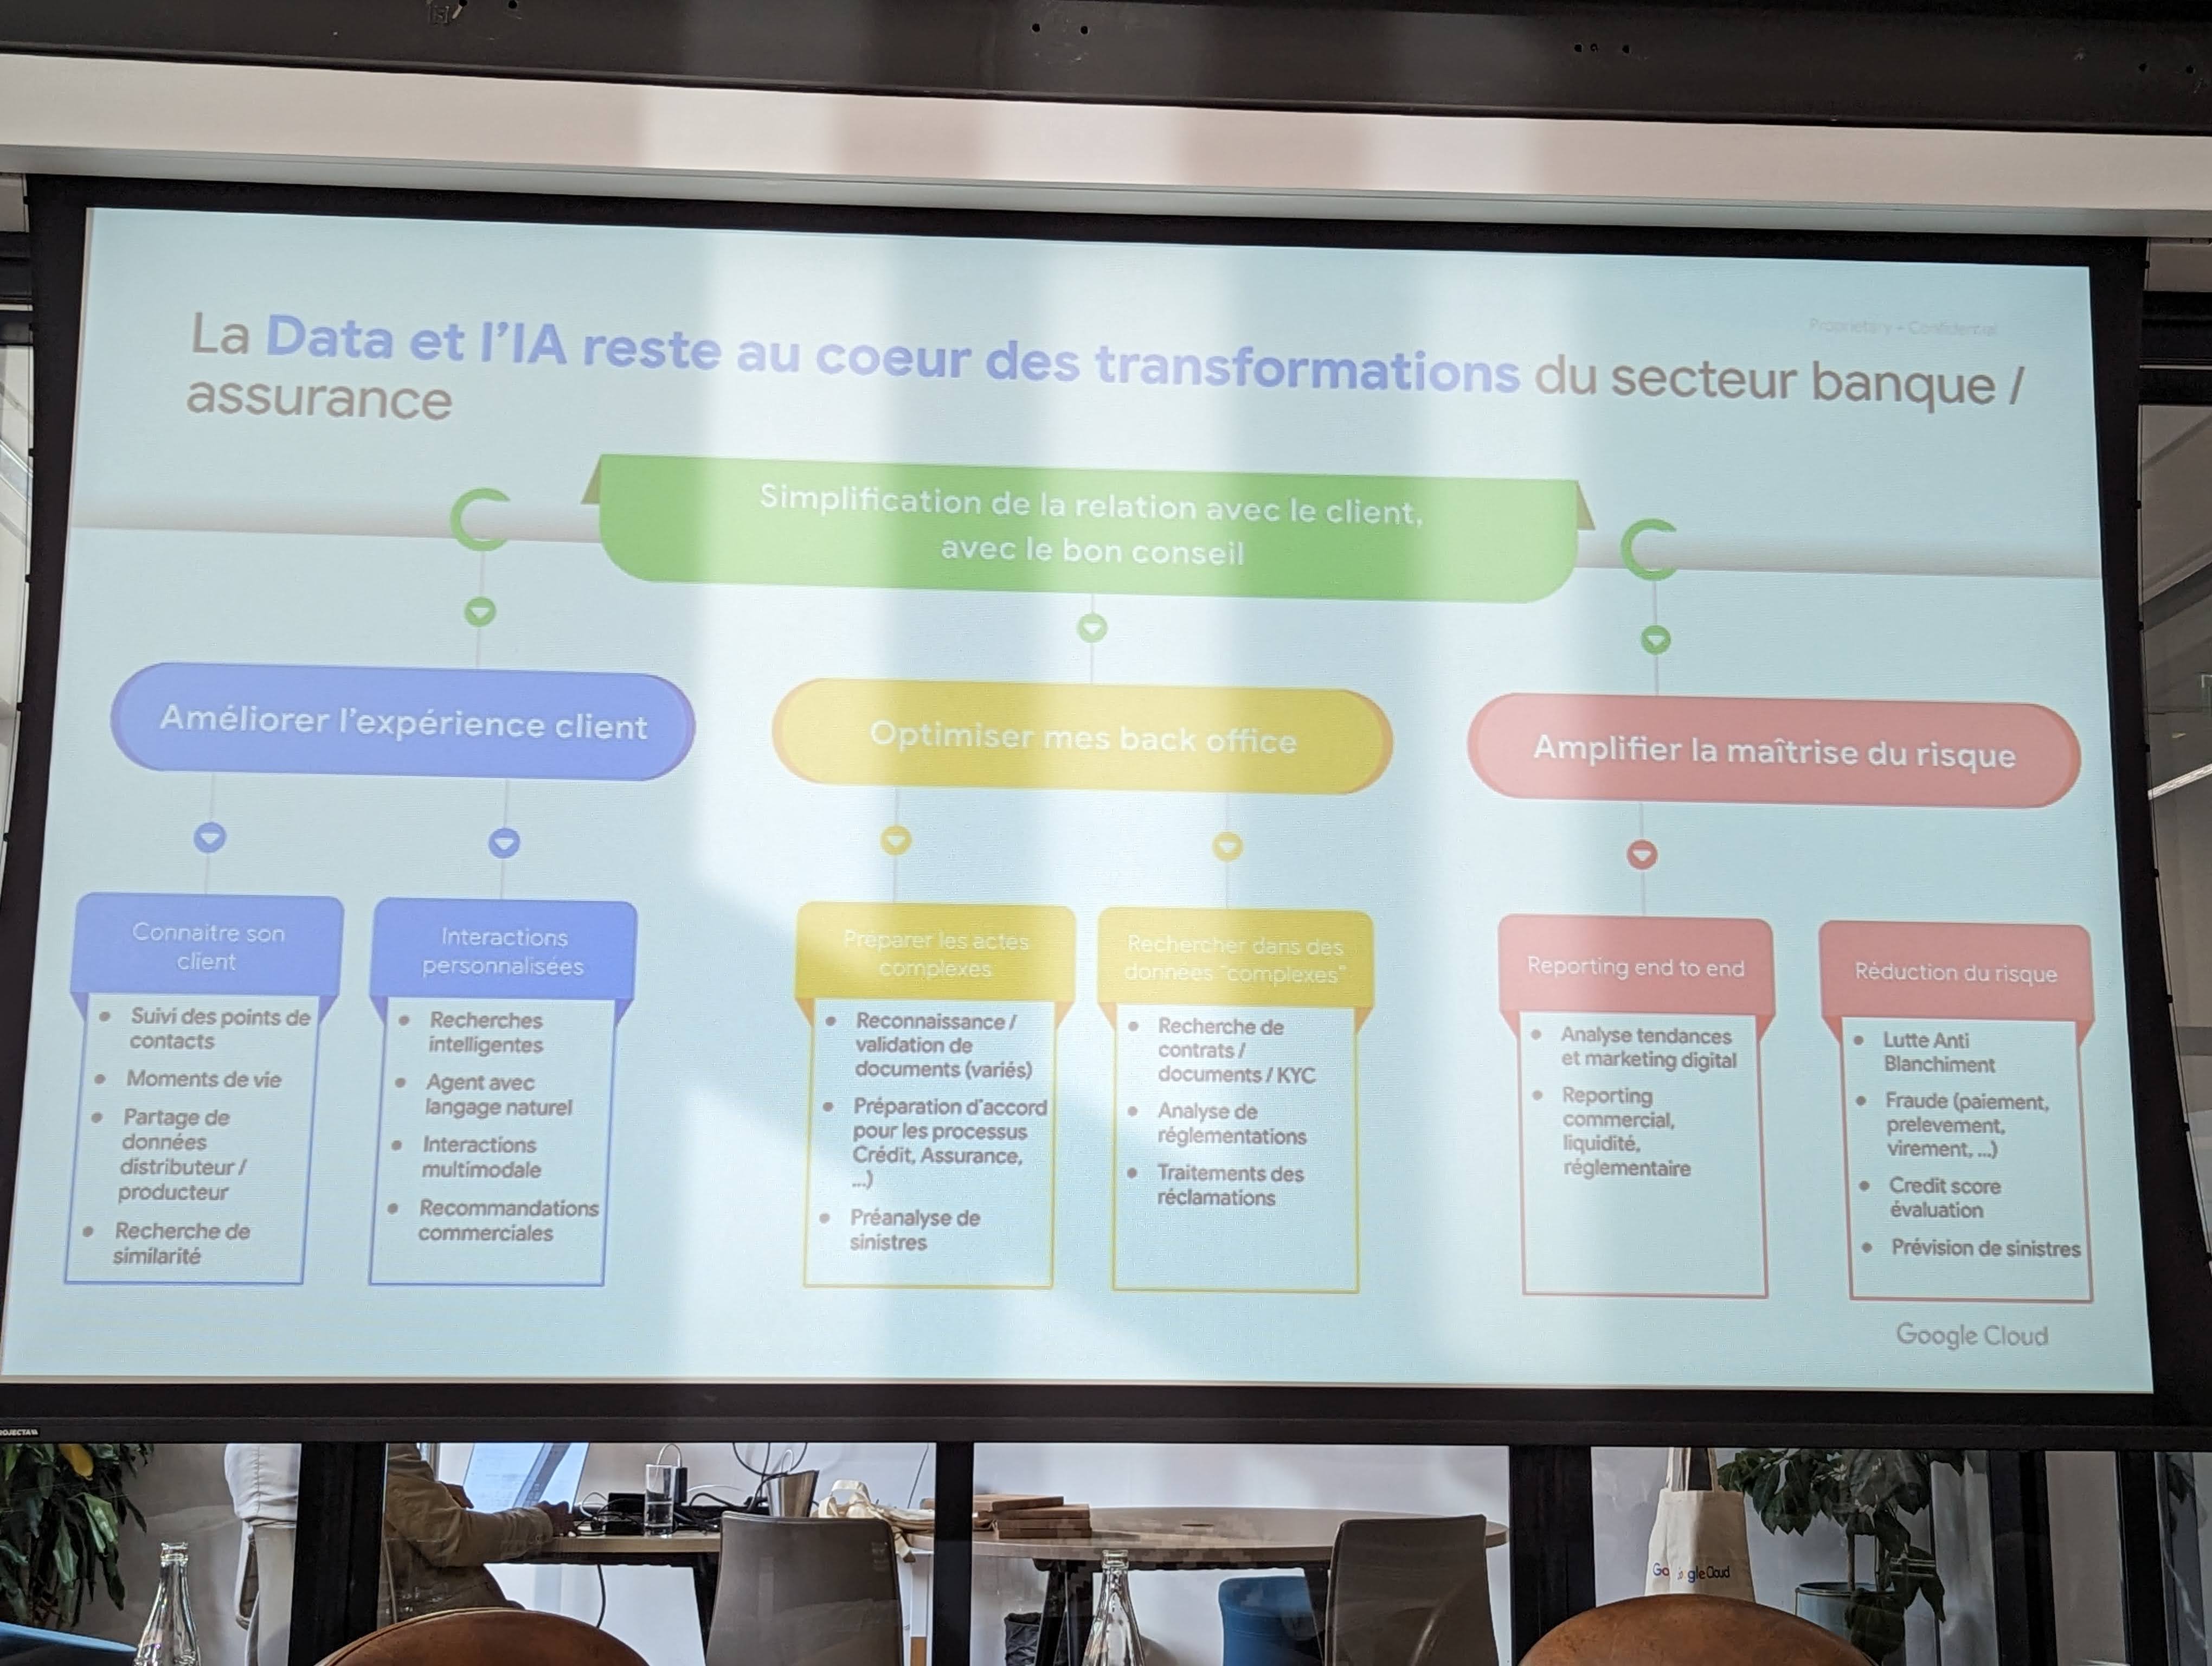 Proprietary + Confidential
La Data et l'IA reste au coeur des transformations du secteur banque /
assurance
Simplification de la relation avec le client,
avec le bon conseil
Améliorer l'expérience client
Optimiser mes back office
Amplifier la maîtrise du risque
Connaitre son
client
Suivi des points de
contacts
Moments de vie
Partage de
données
distributeur /
producteur
Recherche de
similarité
Interactions
personnalisées
Recherches
intelligentes
Agent avec
langage naturel
Interactions
multimodale
Recommandations
commerciales
Préparer les actes
complexes
Reconnaissance /
validation de
documents (variés)
Préparation d'accord
pour les processus
Crédit, Assurance,
...)
Préanalyse de
sinistres
Rechercher dans des
données "complexes"
Recherche de
contrats /
documents / KYC
Analyse de
réglementations
Traitements des
réclamations
Reporting end to end
Analyse tendances
et marketing digital
Reporting
commercial,
liquidité,
réglementaire
Réduction du risque
Lutte Anti
Blanchiment
Fraude (paiement,
prelevement,
virement, ...)
Credit score
évaluation
Prévision de sinistres
Google Cloud
Google Cloud